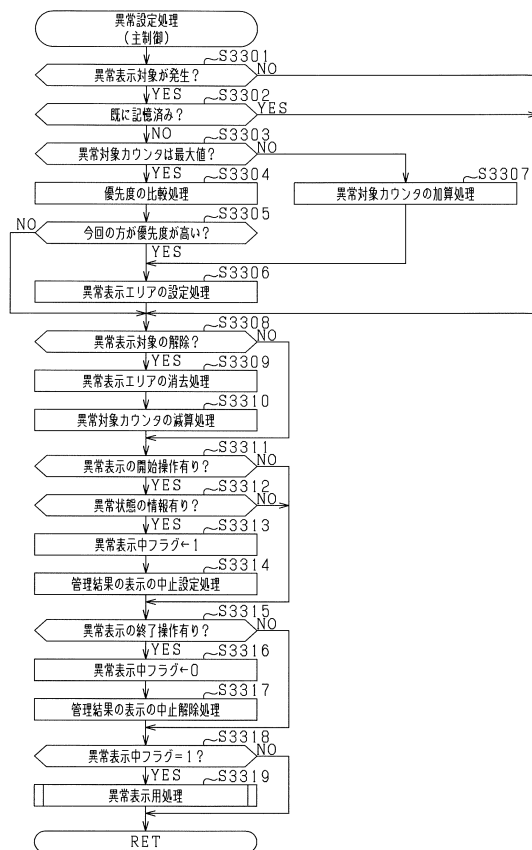 異常設定処理
(主制御)
S3301
異常表示対象が発生?
NO
YES
S3302
既に記憶済み?
YES
NO
S3303
異常対象カウンタは最大値?
NO
YES
S3304
優先度の比較処理
S3307
異常対象カウンタの加算処理
S3305
今回の方が優先度が高い?
NO
YES
S3306
異常表示エリアの設定処理
S3308
異常表示対象の解除?
NO
YES
S3309
異常表示エリアの消去処理
S3310
異常対象カウンタの減算処理
S3311
異常表示の開始操作有り?
NO
YES
S3312
異常状態の情報有り?
NO
YES
S3313
異常表示中フラグ←1
S3314
管理結果の表示の中止設定処理
S3315
異常表示の終了操作有り?
NO
YES
S3316
異常表示中フラグ←0
S3317
管理結果の表示の中止解除処理
S3318
異常表示中フラグ=1?
NO
YES
S3319
異常表示用処理
RET